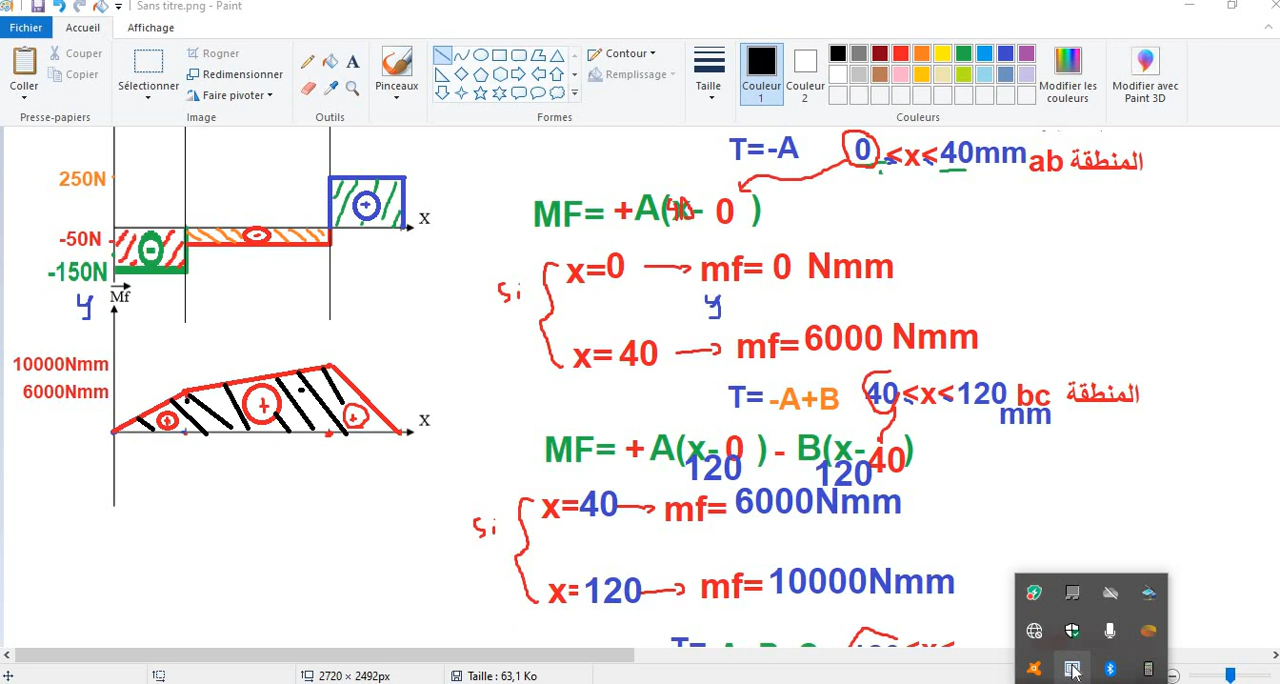 Sans titre.png - Paint
Fichier
Accueil
Affichage
Coller
Couper
Copier
Sélectionner
Rogner
Redimensionner
Faire pivoter
A
Pinceaux
Contour
Remplissage
Taille
Couleur 1
Couleur 2
Modifier les couleurs
Modifier avec Paint 3D
Presse-papiers
Image
Outils
Formes
Couleurs
250N
-50N
-150N
+
-
-
X
y
Mf
10000Nmm
6000Nmm
+
+
+
X
T=-A 0 <x< 40mm ab المنطقة
MF= +A(x- 0 )
40
si
x=0 mf= 0 Nmm
y
x= 40 mf= 6000 Nmm
T= -A+B 40 <x< 120 bc المنطقة
mm
MF= + A(x- 0 ) - B(x- 40 )
120 120
si
x=40 mf= 6000Nmm
x=120 mf= 10000Nmm
2720 × 2492px
Taille : 63,1 Ko